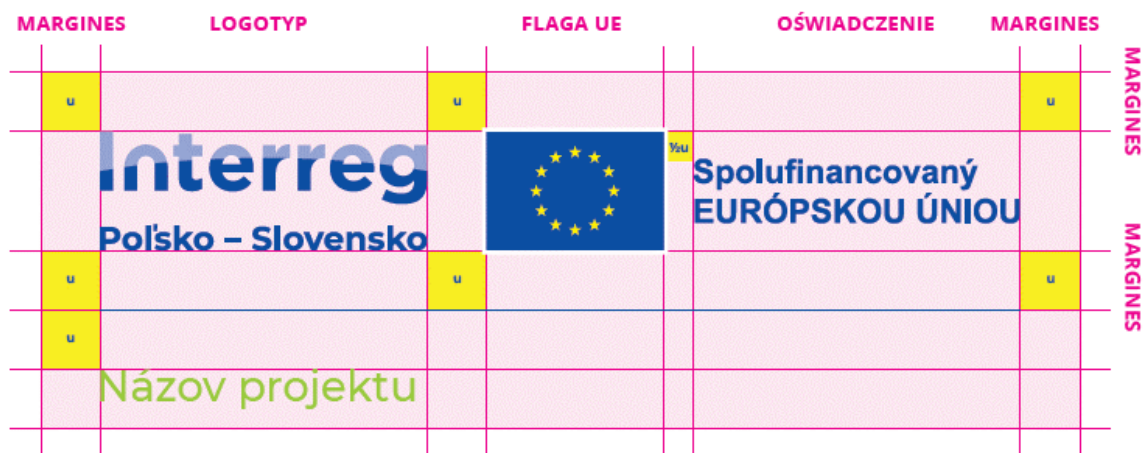 MARGINES LOGOTYP FLAGA UE OŚWIADCZENIE MARGINES
MARGINES
u u u
Interreg
½u
Spolufinancovaný
EURÓPSKOU ÚNIOU
Poľsko – Slovensko
MARGINES
u u u
u
Názov projektu